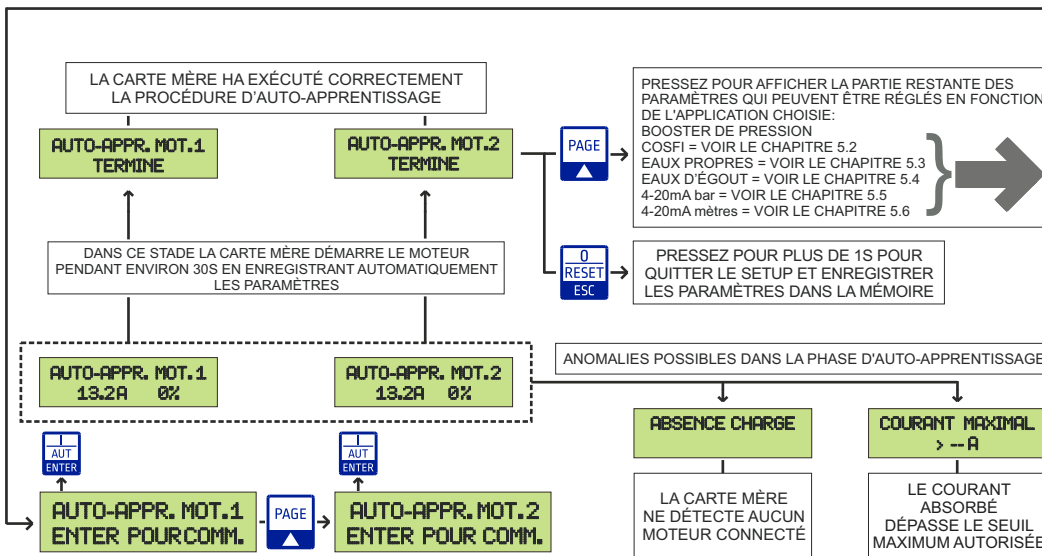 LA CARTE MÈRE HA EXÉCUTÉ CORRECTEMENT
LA PROCÉDURE D'AUTO-APPRENTISSAGE
AUTO-APPR. MOT.1
TERMINE
AUTO-APPR. MOT.2
TERMINE
PAGE
PRESSEZ POUR AFFICHER LA PARTIE RESTANTE DES
PARAMÈTRES QUI PEUVENT ÊTRE RÉGLÉS EN FONCTION
DE L'APPLICATION CHOISIE:
BOOSTER DE PRESSION
COSFI = VOIR LE CHAPITRE 5.2
EAUX PROPRES = VOIR LE CHAPITRE 5.3
EAUX D'ÉGOUT = VOIR LE CHAPITRE 5.4
4-20mA bar = VOIR LE CHAPITRE 5.5
4-20mA mètres = VOIR LE CHAPITRE 5.6
DANS CE STADE LA CARTE MÈRE DÉMARRE LE MOTEUR
PENDANT ENVIRON 30S EN ENREGISTRANT AUTOMATIQUEMENT
LES PARAMÈTRES
0
RESET
ESC
PRESSEZ POUR PLUS DE 1S POUR
QUITTER LE SETUP ET ENREGISTRER
LES PARAMÈTRES DANS LA MÉMOIRE
AUTO-APPR. MOT.1
13.2A 0%
AUTO-APPR. MOT.2
13.2A 0%
ANOMALIES POSSIBLES DANS LA PHASE D'AUTO-APPRENTISSAGE
ABSENCE CHARGE
COURANT MAXIMAL
> -- A
LA CARTE MÈRE
NE DÉTECTE AUCUN
MOTEUR CONNECTÉ
LE COURANT
ABSORBÉ
DÉPASSE LE SEUIL
MAXIMUM AUTORISÉE
I
AUT
ENTER
I
AUT
ENTER
AUTO-APPR. MOT.1
ENTER POUR COMM.
PAGE
AUTO-APPR. MOT.2
ENTER POUR COMM.